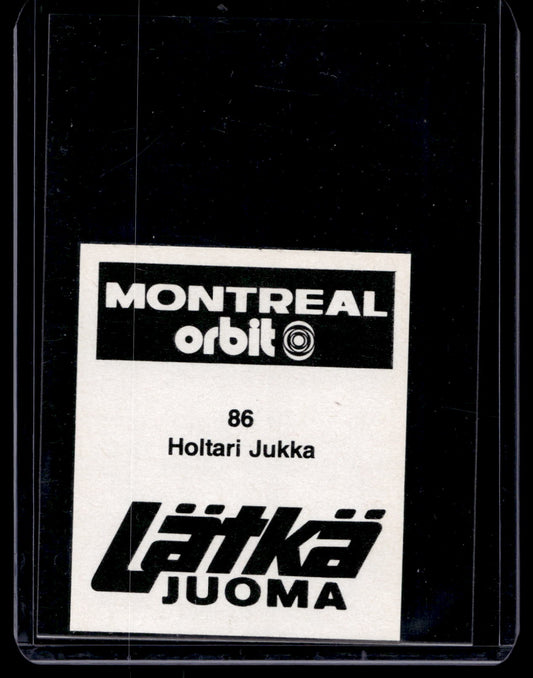 MONTREAL
orbit
86
Holtari Jukka
Lätkä
JUOMA